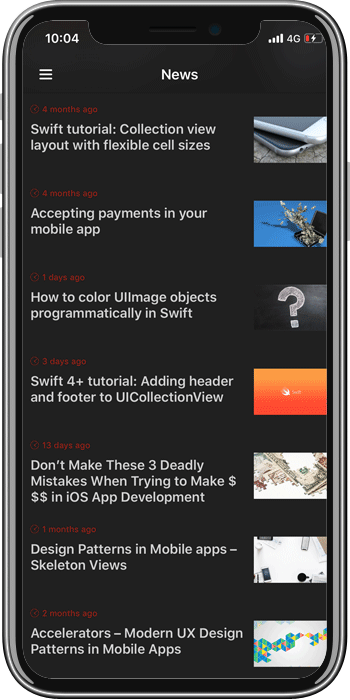 10:04
4G
News
4 months ago
Swift tutorial: Collection view
layout with flexible cell sizes
4 months ago
Accepting payments in your
mobile app
1 days ago
How to color UIImage objects
programmatically in Swift
3 days ago
Swift 4+ tutorial: Adding header
and footer to UICollectionView
Swift
13 days ago
Don’t Make These 3 Deadly
Mistakes When Trying to Make $
$$ in iOS App Development
1 months ago
Design Patterns in Mobile apps –
Skeleton Views
2 months ago
Accelerators – Modern UX Design
Patterns in Mobile Apps